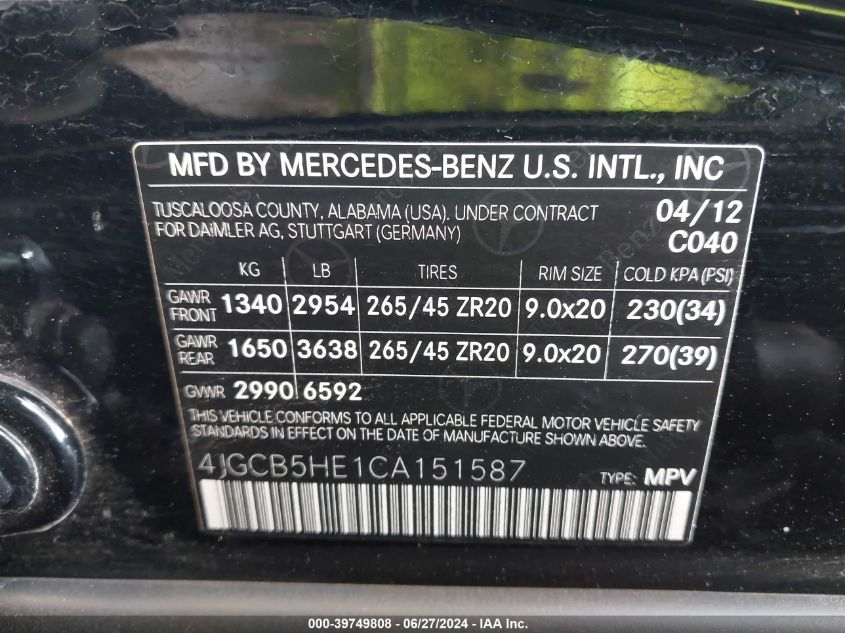 MFD BY MERCEDES-BENZ U.S. INTL., INC
TUSCALOOSA COUNTY, ALABAMA (USA). UNDER CONTRACT 04/12
FOR DAIMLER AG, STUTTGART (GERMANY) C040
KG LB TIRES RIM SIZE COLD KPA (PSI)
GAWR FRONT 1340 2954 265/45 ZR20 9.0x20 230(34)
GAWR REAR 1650 3638 265/45 ZR20 9.0x20 270(39)
GVWR 2990 6592
THIS VEHICLE CONFORMS TO ALL APPLICABLE FEDERAL MOTOR VEHICLE SAFETY
STANDARDS IN EFFECT ON THE DATE OF MANUFACTURE SHOWN ABOVE.
4JGCB5HE1CA151587 TYPE: MPV
000-39749808 - 06/27/2024 - IAA Inc.